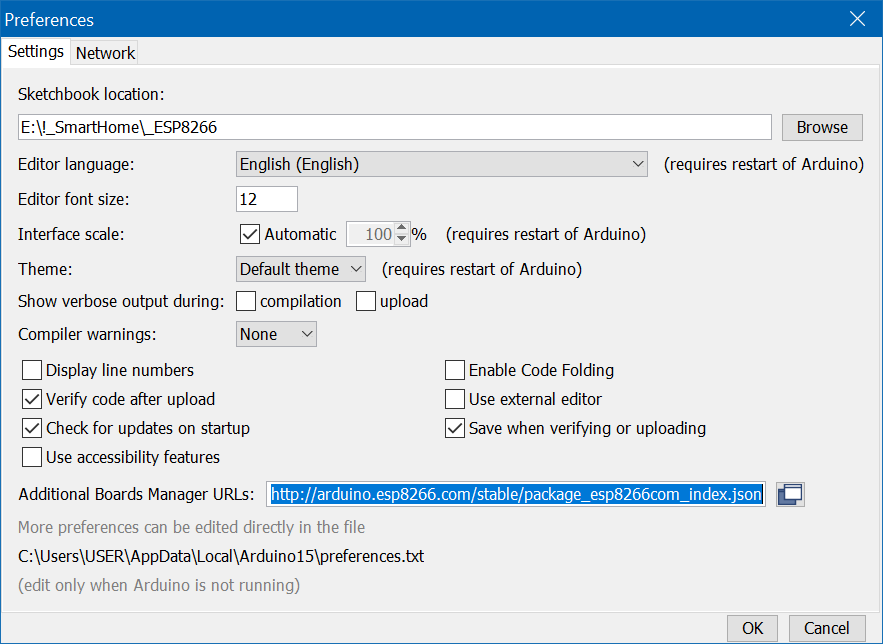 Preferences
Settings Network
Sketchbook location:
E:\!_SmartHome\_ESP8266 Browse
Editor language: English (English) (requires restart of Arduino)
Editor font size: 12
Interface scale: Automatic 100 % (requires restart of Arduino)
Theme: Default theme (requires restart of Arduino)
Show verbose output during: compilation upload
Compiler warnings: None
Display line numbers Enable Code Folding
Verify code after upload Use external editor
Check for updates on startup Save when verifying or uploading
Use accessibility features
Additional Boards Manager URLs: http://arduino.esp8266.com/stable/package_esp8266com_index.json
More preferences can be edited directly in the file
C:\Users\USER\AppData\Local\Arduino15\preferences.txt
(edit only when Arduino is not running)
OK Cancel